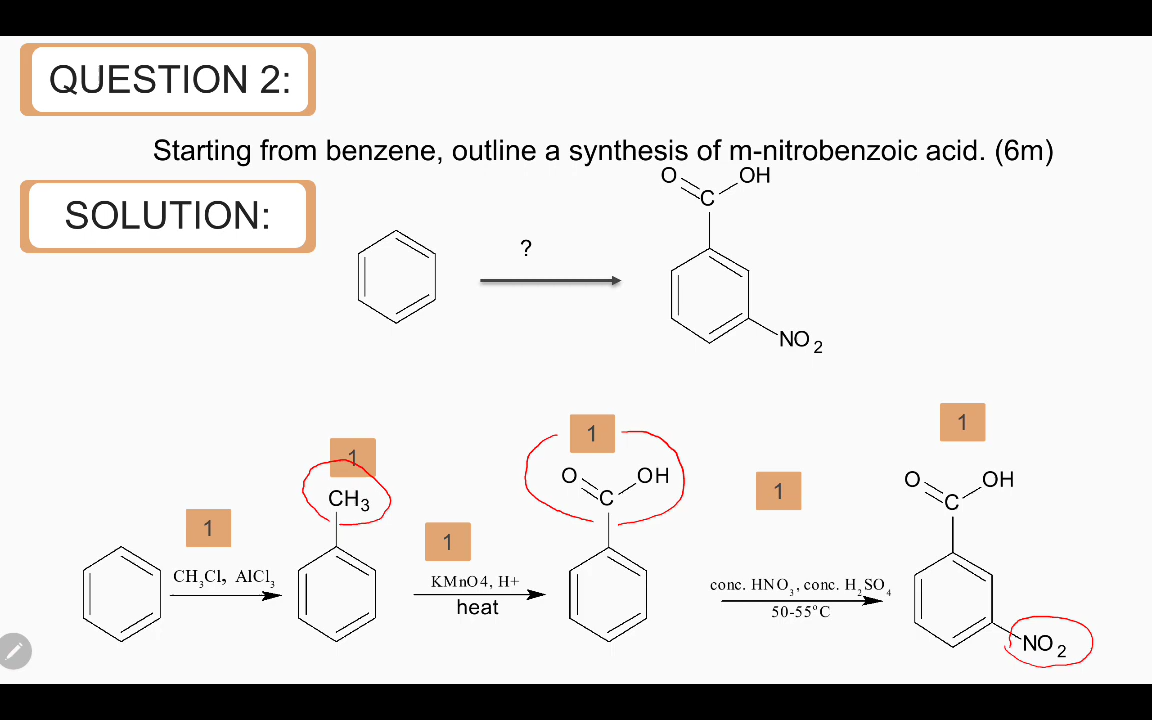 QUESTION 2:
Starting from benzene, outline a synthesis of m-nitrobenzoic acid. (6m)
SOLUTION:
O OH
C
?
NO2
1
1
1
1
1
1
O OH
C
CH3
O OH
C
CH3Cl, AlCl3
KMnO4, H+
heat
conc. HNO3, conc. H2SO4
50-55°C
NO2